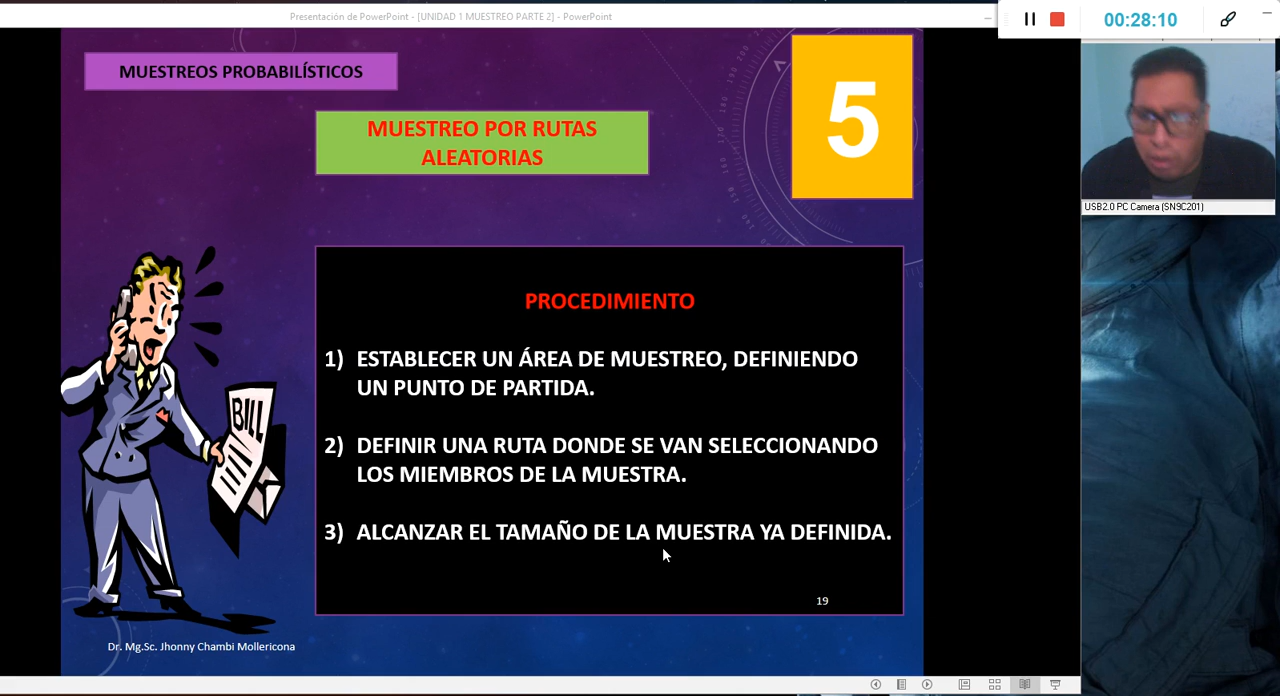 Presentación de PowerPoint - [UNIDAD 1 MUESTREO PARTE 2] - PowerPoint
00:28:10
MUESTREOS PROBABILÍSTICOS
5
MUESTREO POR RUTAS
ALEATORIAS
USB2.0 PC Camera (SN9C201)
PROCEDIMIENTO
1) ESTABLECER UN ÁREA DE MUESTREO, DEFINIENDO
UN PUNTO DE PARTIDA.
2) DEFINIR UNA RUTA DONDE SE VAN SELECCIONANDO
LOS MIEMBROS DE LA MUESTRA.
3) ALCANZAR EL TAMAÑO DE LA MUESTRA YA DEFINIDA.
BILL
19
Dr. Mg.Sc. Jhonny Chambi Mollericona